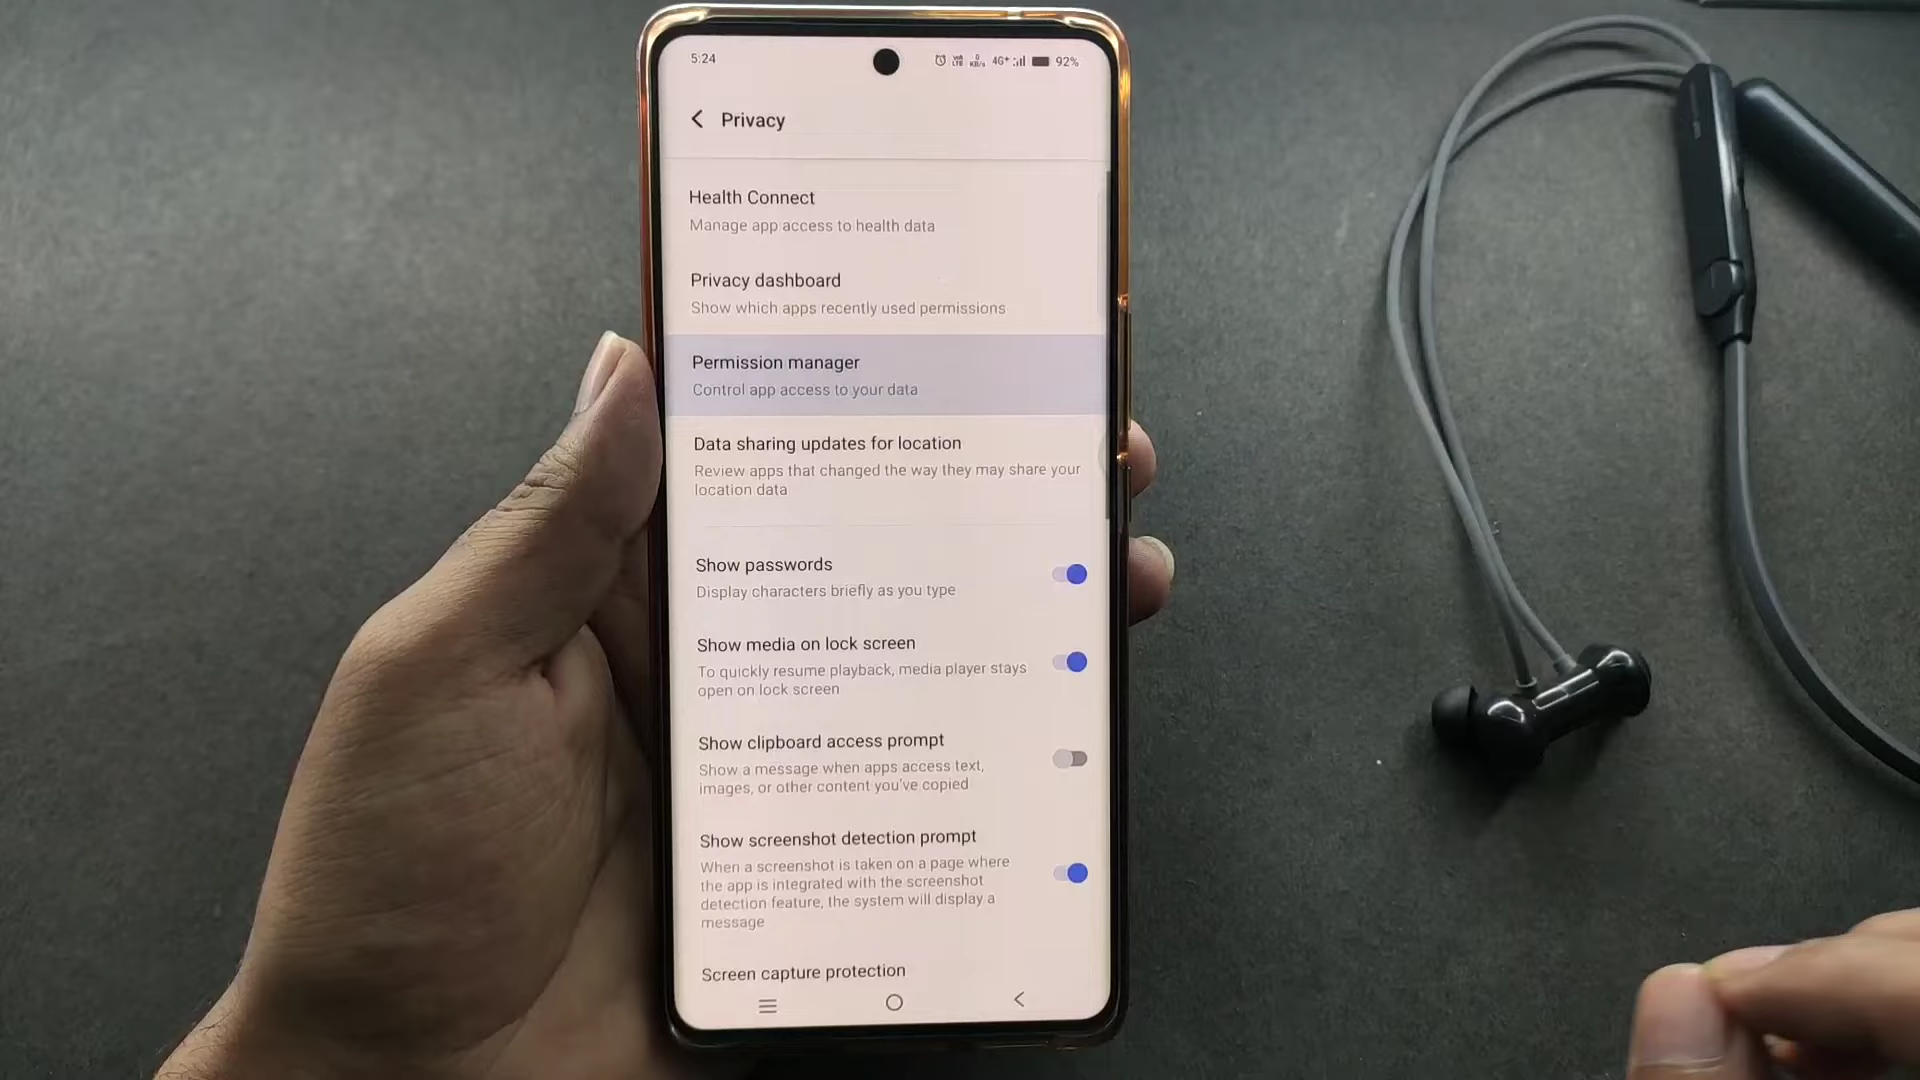 5:24
4G+
92%
Privacy
Health Connect
Manage app access to health data
Privacy dashboard
Show which apps recently used permissions
Permission manager
Control app access to your data
Data sharing updates for location
Review apps that changed the way they may share your
location data
Show passwords
Display characters briefly as you type
Show media on lock screen
To quickly resume playback, media player stays
open on lock screen
Show clipboard access prompt
Show a message when apps access text,
images, or other content you've copied
Show screenshot detection prompt
When a screenshot is taken on a page where
the app is integrated with the screenshot
detection feature, the system will display a
message
Screen capture protection